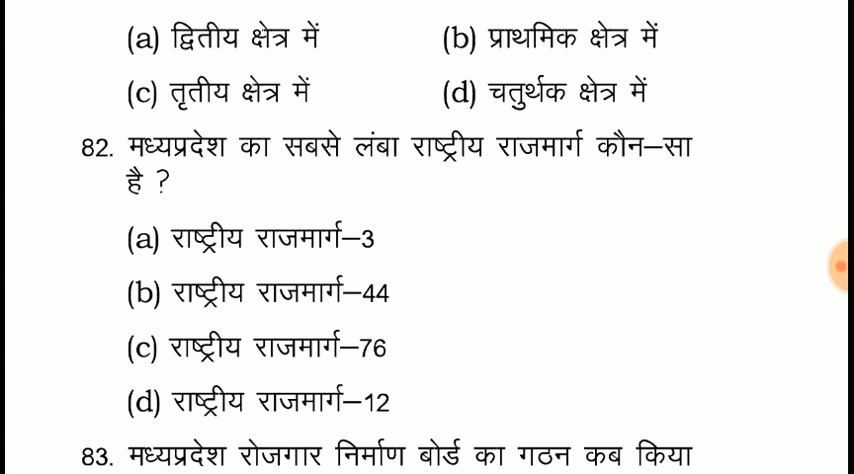 (a) द्वितीय क्षेत्र में (b) प्राथमिक क्षेत्र में
(c) तृतीय क्षेत्र में (d) चतुर्थक क्षेत्र में
82. मध्यप्रदेश का सबसे लंबा राष्ट्रीय राजमार्ग कौन–सा
है ?
(a) राष्ट्रीय राजमार्ग–3
(b) राष्ट्रीय राजमार्ग–44
(c) राष्ट्रीय राजमार्ग–76
(d) राष्ट्रीय राजमार्ग–12
83. मध्यप्रदेश रोजगार निर्माण बोर्ड का गठन कब किया